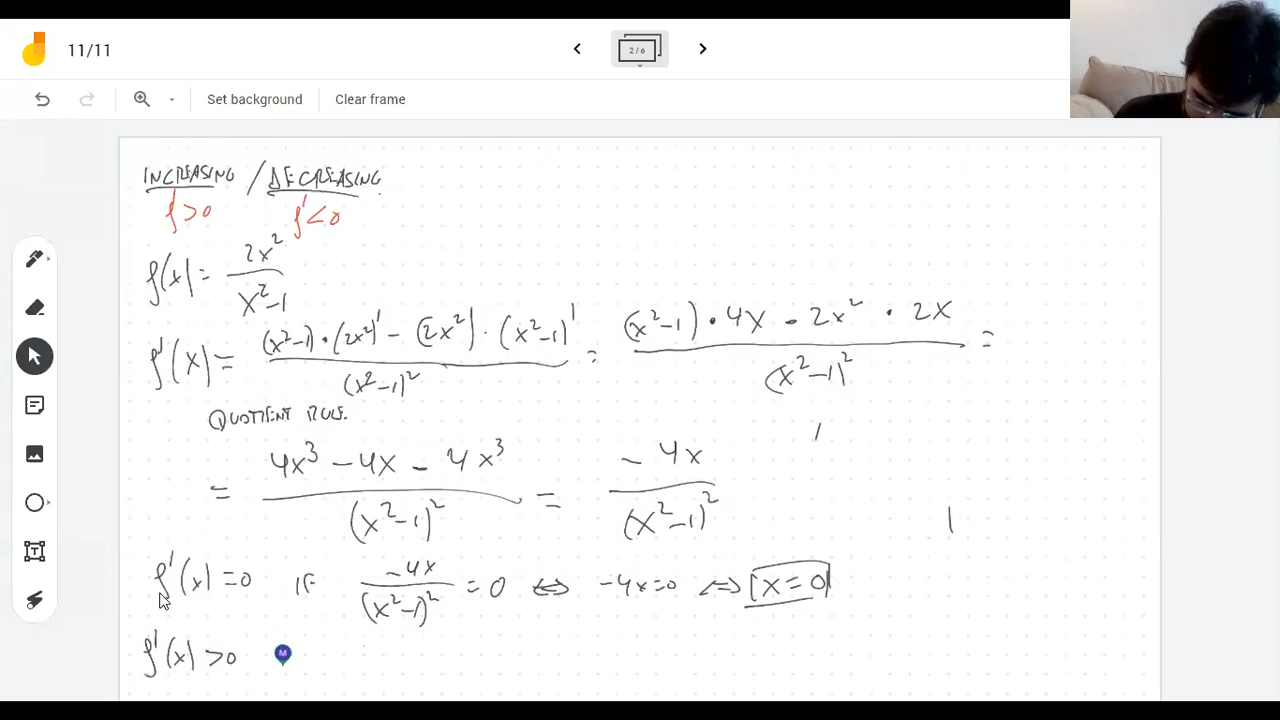 11/11
2/6
Set background
Clear frame
INCREASING / DECREASING
f'>0 f'<0
f(x) = 2x²/x²-1
f'(x) = (x²-1)·(2x²)' - (2x²)·(x²-1)' / (x²-1)² = (x²-1)·4x - 2x²·2x / (x²-1)² =
QUOTIENT RULE.
= 4x³-4x-4x³ / (x²-1)² = -4x / (x²-1)²
f'(x)=0 IF -4x / (x²-1)² = 0 ⇔ -4x=0 ⇔ x=0
f'(x) >0 M